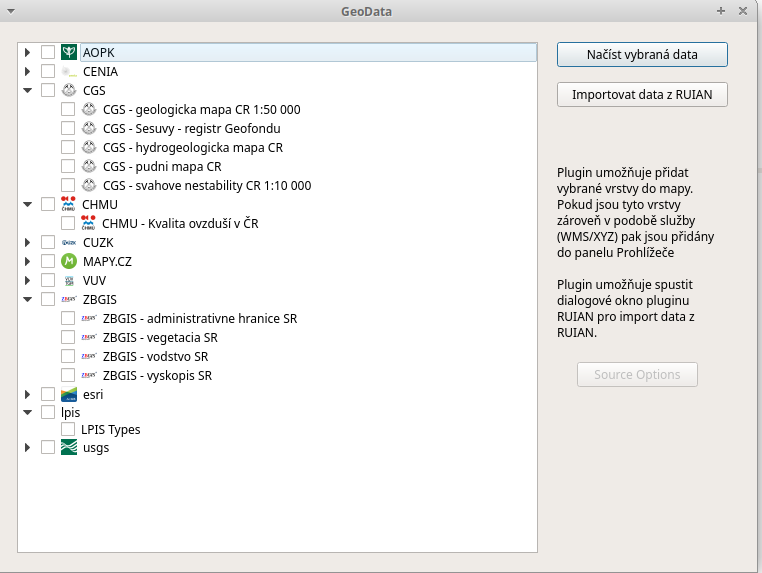 GeoData
AOPK
CENIA
CGS
CGS - geologicka mapa CR 1:50 000
CGS - Sesuvy - registr Geofondu
CGS - hydrogeologicka mapa CR
CGS - pudni mapa CR
CGS - svahove nestability CR 1:10 000
CHMU
CHMU - Kvalita ovzduší v ČR
CUZK
MAPY.CZ
VUV
ZBGIS
ZBGIS - administrativne hranice SR
ZBGIS - vegetacia SR
ZBGIS - vodstvo SR
ZBGIS - vyskopis SR
esri
lpis
LPIS Types
usgs
Načíst vybraná data
Importovat data z RUIAN
Plugin umožňuje přidat
vybrané vrstvy do mapy.
Pokud jsou tyto vrstvy
zároveň v podobě služby
(WMS/XYZ) pak jsou přidány
do panelu Prohlížeče
Plugin umožňuje spustit
dialogové okno pluginu
RUIAN pro import dat z
RUIAN.
Source Options